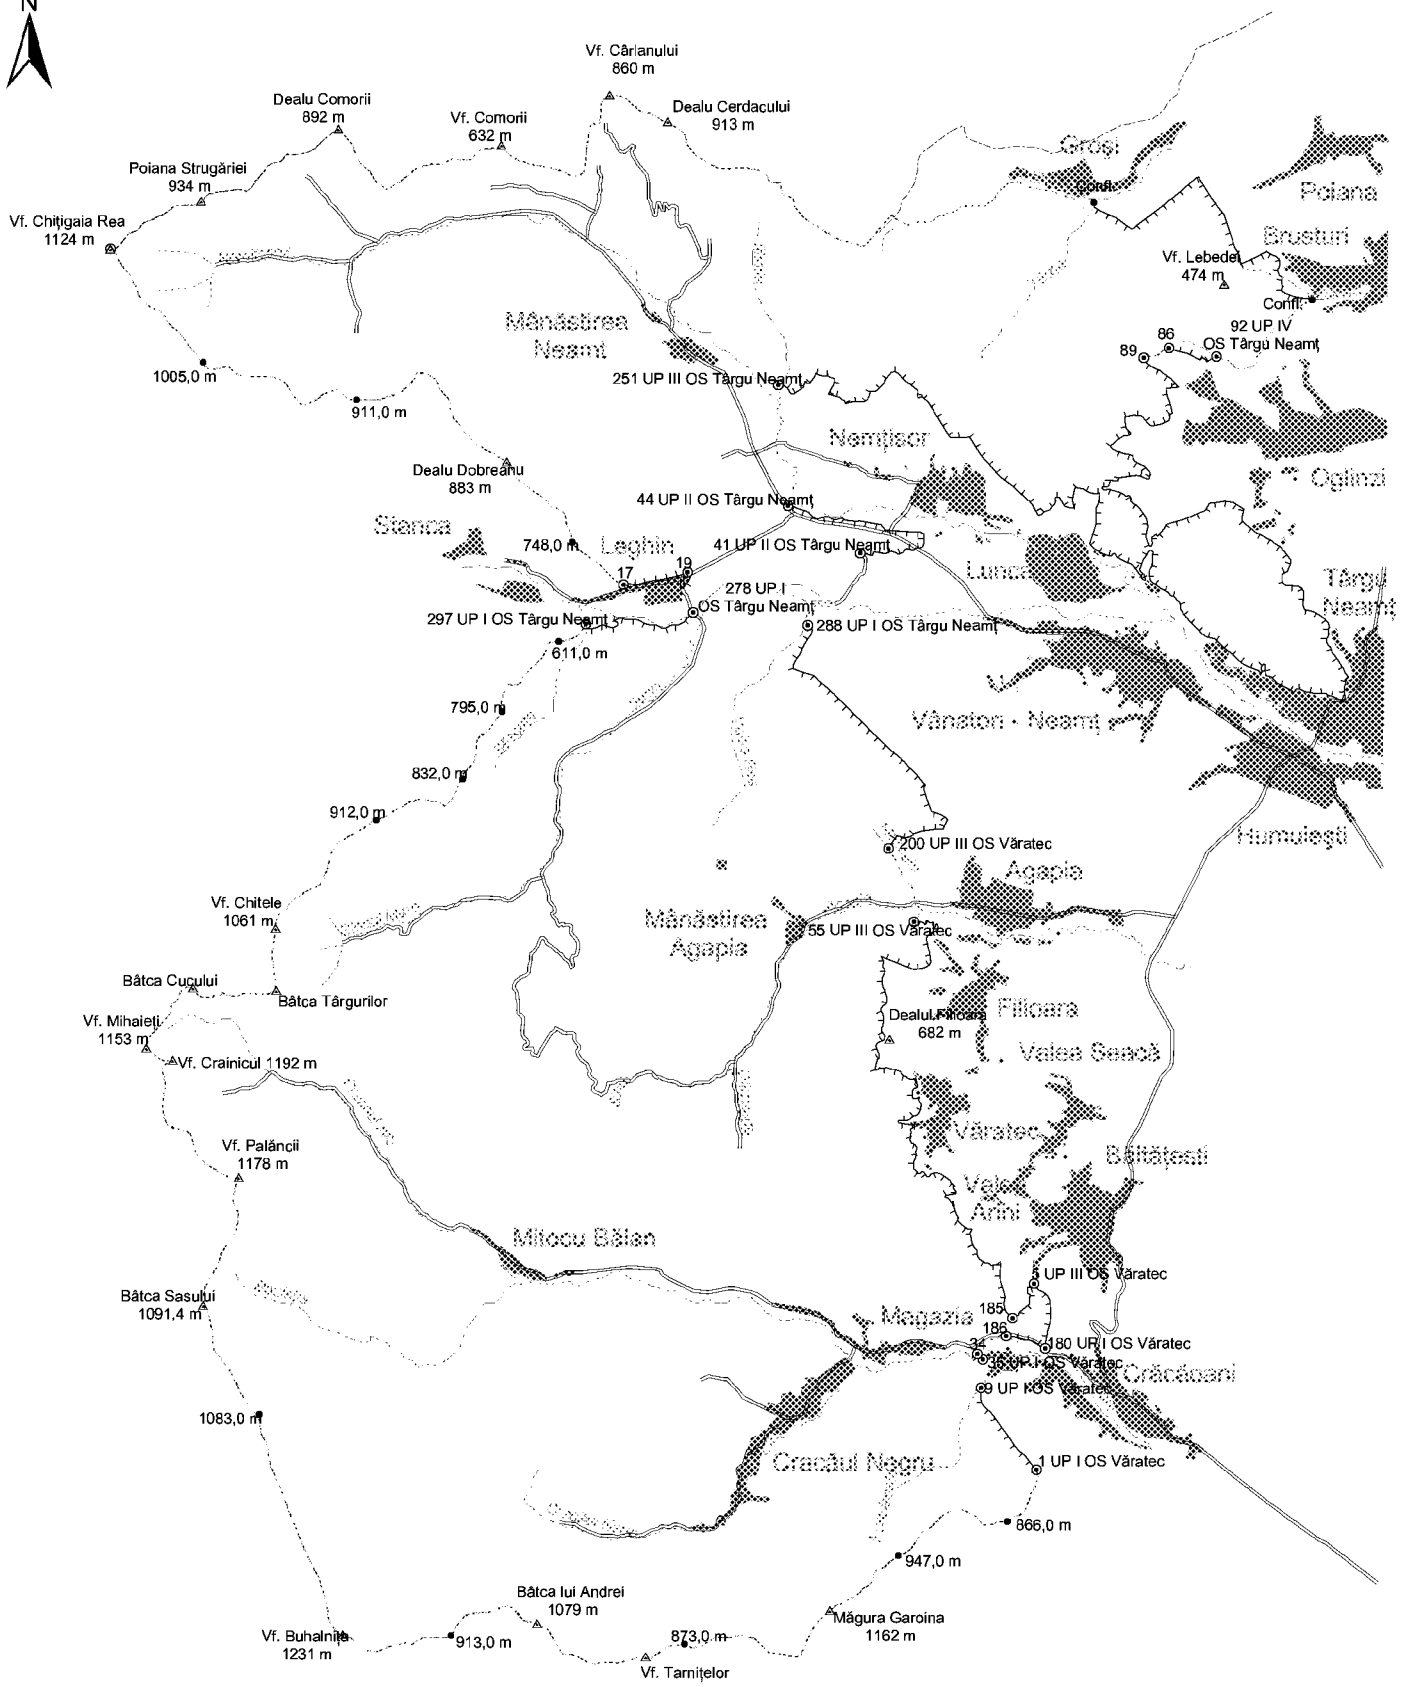 N
Vf. Cârlanului
860 m
Dealu Comorii
892 m
Vf. Comorii
632 m
Dealu Cerdacului
913 m
Groși
Confl.
Poiana
Poiana Strugăriei
934 m
Vf. Chițigaia Rea
1124 m
Brusturi
Vf. Lebedei
474 m
Confl.
Mânăstirea
Neamț
86
92 UP IV
OS Târgu Neamț
89
1005,0 m
251 UP III OS Târgu Neamț
911,0 m
Nemțișor
Dealu Dobreanu
883 m
Oglinzi
44 UP II OS Târgu Neamț
Stanca
748,0 m
Leghin
41 UP II OS Târgu Neamț
17
19
Lunca
Târgu
Neamț
278 UP I
OS Târgu Neamț
297 UP I OS Târgu Neamț
288 UP I OS Târgu Neamț
611,0 m
795,0 m
Vânatori - Neamț
832,0 m
912,0 m
Humulești
200 UP III OS Văratec
Agapia
Vf. Chitele
1061 m
Mânăstirea
Agapia
55 UP III OS Văratec
Bâtca Cucului
Bâtca Târgurilor
Filioara
Dealul Filioara
682 m
Vf. Mihaieți
1153 m
Vf. Crainicul 1192 m
Valea Seacă
Văratec
Vf. Palăncii
1178 m
Băltățești
Valea
Arini
Mitocu Bălan
5 UP III OS Văratec
Bâtca Sasului
1091,4 m
185
Magazia
186
180 UP I OS Văratec
34
35 UP I OS Văratec
Crăcăoani
9 UP I OS Văratec
1083,0 m
Cracăul Negru
1 UP I OS Văratec
866,0 m
947,0 m
Bâtca lui Andrei
1079 m
Măgura Garoina
1162 m
Vf. Buhalnița
1231 m
913,0 m
873,0 m
Vf. Tarnițelor